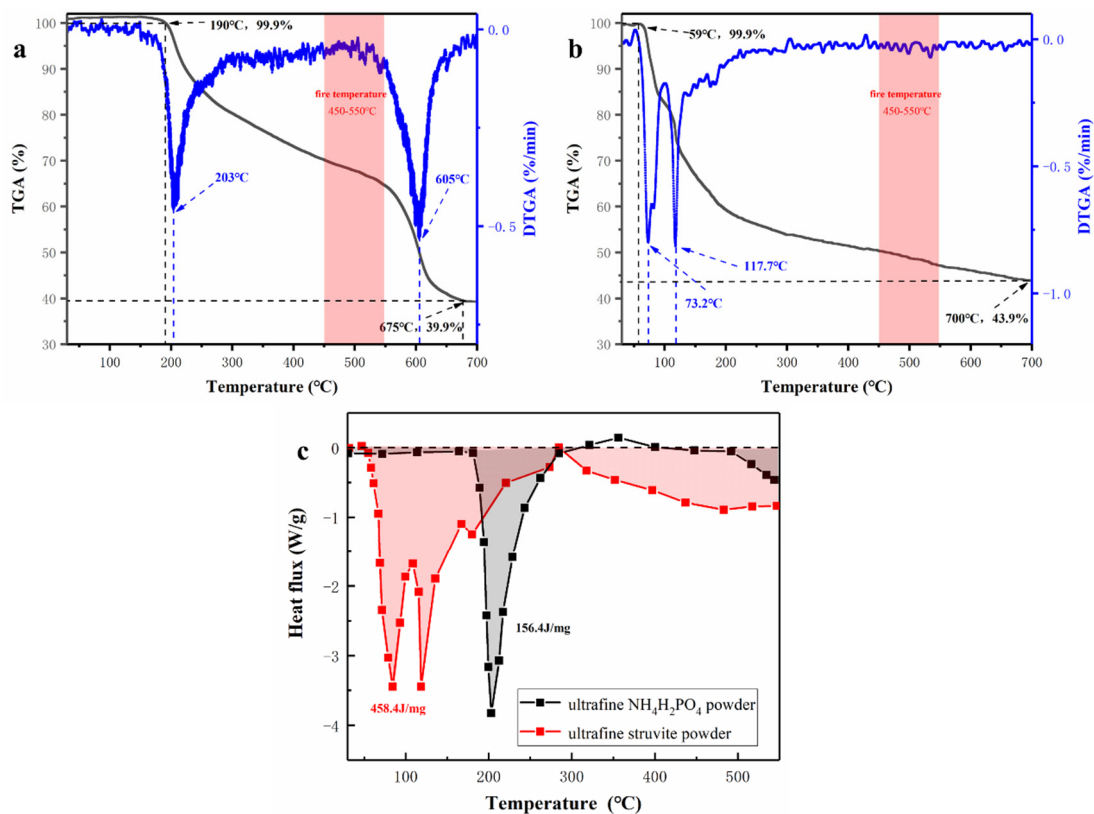 a
190℃, 99.9%
fire temperature
450-550℃
203℃
605℃
675℃, 39.9%
100
90
80
70
60
50
40
30
TGA (%)
0.0
-0.5
DTGA (%/min)
100 200 300 400 500 600 700
Temperature (℃)
b
59℃, 99.9%
fire temperature
450-550℃
117.7℃
73.2℃
700℃, 43.9%
100
90
80
70
60
50
40
30
TGA (%)
0.0
-0.5
-1.0
DTGA (%/min)
100 200 300 400 500 600 700
Temperature (℃)
c
0
-1
-2
-3
-4
Heat flux (W/g)
156.4J/mg
458.4J/mg
ultrafine NH₄H₂PO₄ powder
ultrafine struvite powder
100 200 300 400 500
Temperature (℃)